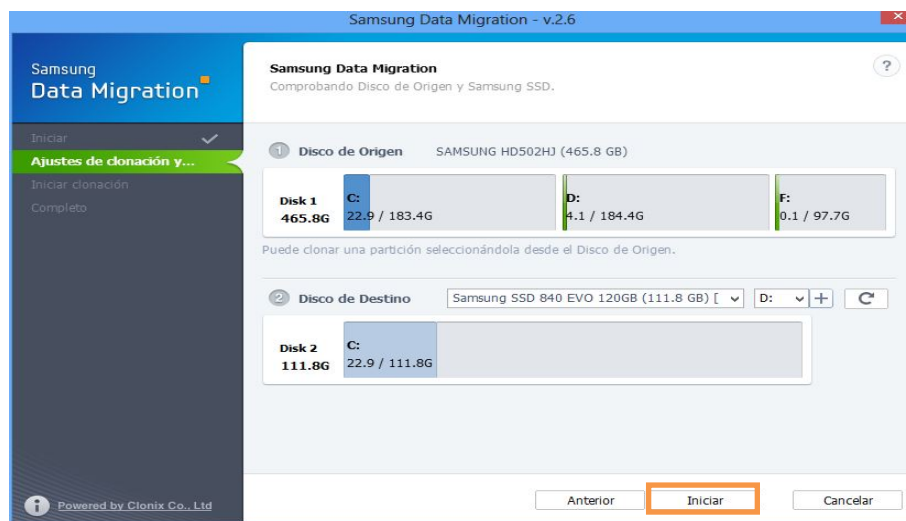 Samsung Data Migration - v.2.6
Samsung
Data Migration
Iniciar
Ajustes de clonación y...
Iniciar clonación
Completo
Powered by Clonix Co., Ltd
Samsung Data Migration
Comprobando Disco de Origen y Samsung SSD.
?
1 Disco de Origen SAMSUNG HD502HJ (465.8 GB)
Disk 1
465.8G
C:
22.9 / 183.4G
D:
4.1 / 184.4G
F:
0.1 / 97.7G
Puede clonar una partición seleccionándola desde el Disco de Origen.
2 Disco de Destino Samsung SSD 840 EVO 120GB (111.8 GB) [ D: +
Disk 2
111.8G
C:
22.9 / 111.8G
Anterior Iniciar Cancelar